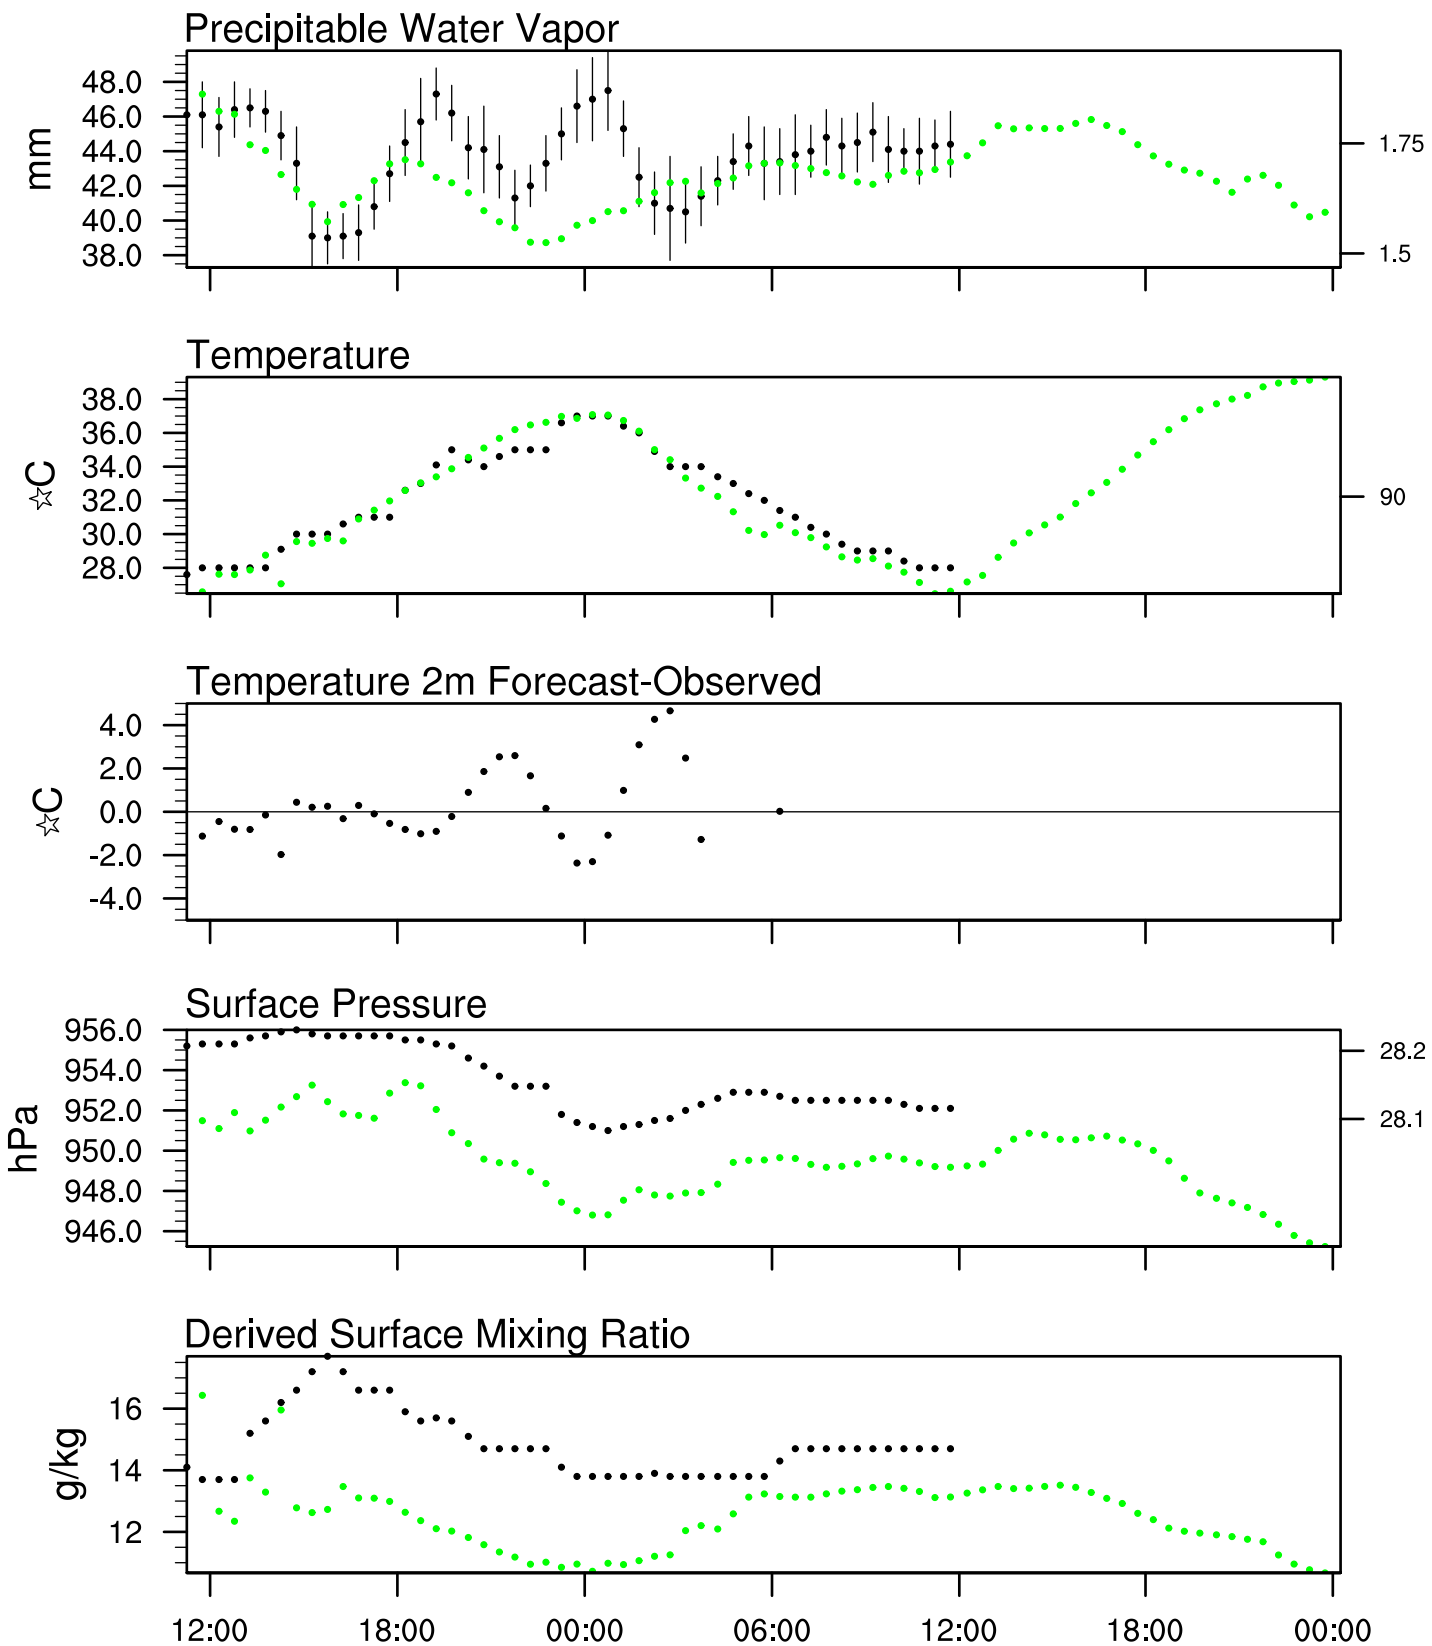 Precipitable Water Vapor
48.0
46.0
44.0
42.0
40.0
38.0
mm
1.75
1.5
Temperature
38.0
36.0
34.0
32.0
30.0
28.0
☆C
90
Temperature 2m Forecast-Observed
4.0
2.0
0.0
-2.0
-4.0
☆C
Surface Pressure
956.0
954.0
952.0
950.0
948.0
946.0
hPa
28.2
28.1
Derived Surface Mixing Ratio
16
14
12
g/kg
12:00 18:00 00:00 06:00 12:00 18:00 00:00